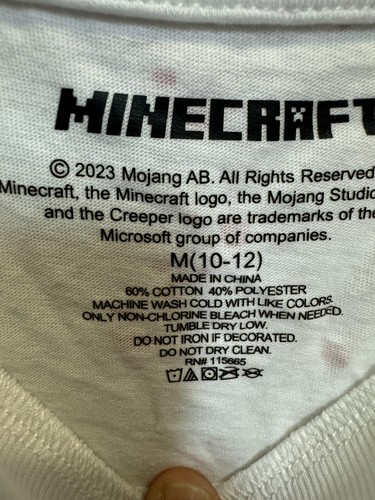 MINECRAFT
© 2023 Mojang AB. All Rights Reserved
Minecraft, the Minecraft logo, the Mojang Studio
and the Creeper logo are trademarks of the
Microsoft group of companies.
M(10-12)
MADE IN CHINA
60% COTTON 40% POLYESTER
MACHINE WASH COLD WITH LIKE COLORS.
ONLY NON-CHLORINE BLEACH WHEN NEEDED.
TUMBLE DRY LOW.
DO NOT IRON IF DECORATED.
DO NOT DRY CLEAN.
RN# 115665